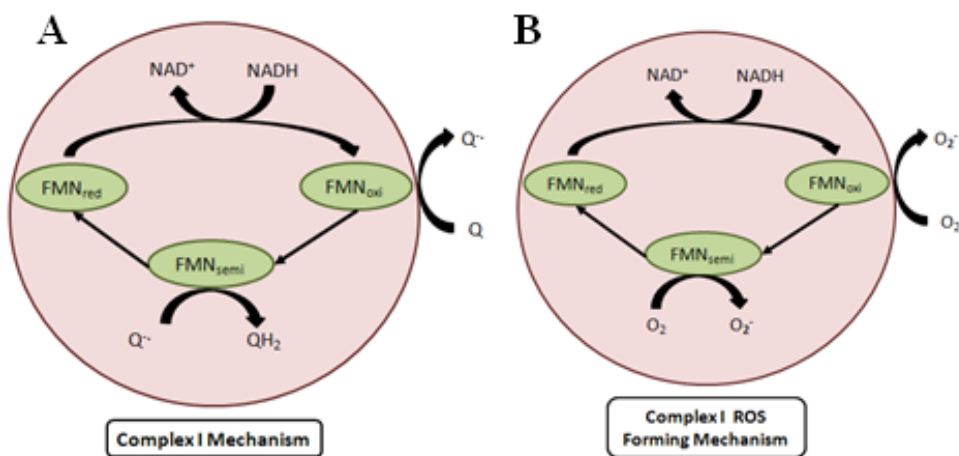 A
NAD⁺ NADH
FMNred
FMNoxi
FMNsemi
Q⁻·
Q
Q⁻· QH₂
Complex I Mechanism
B
NAD⁺ NADH
FMNred
FMNoxi
FMNsemi
O₂⁻
O₂
O₂ O₂⁻
Complex I ROS
Forming Mechanism